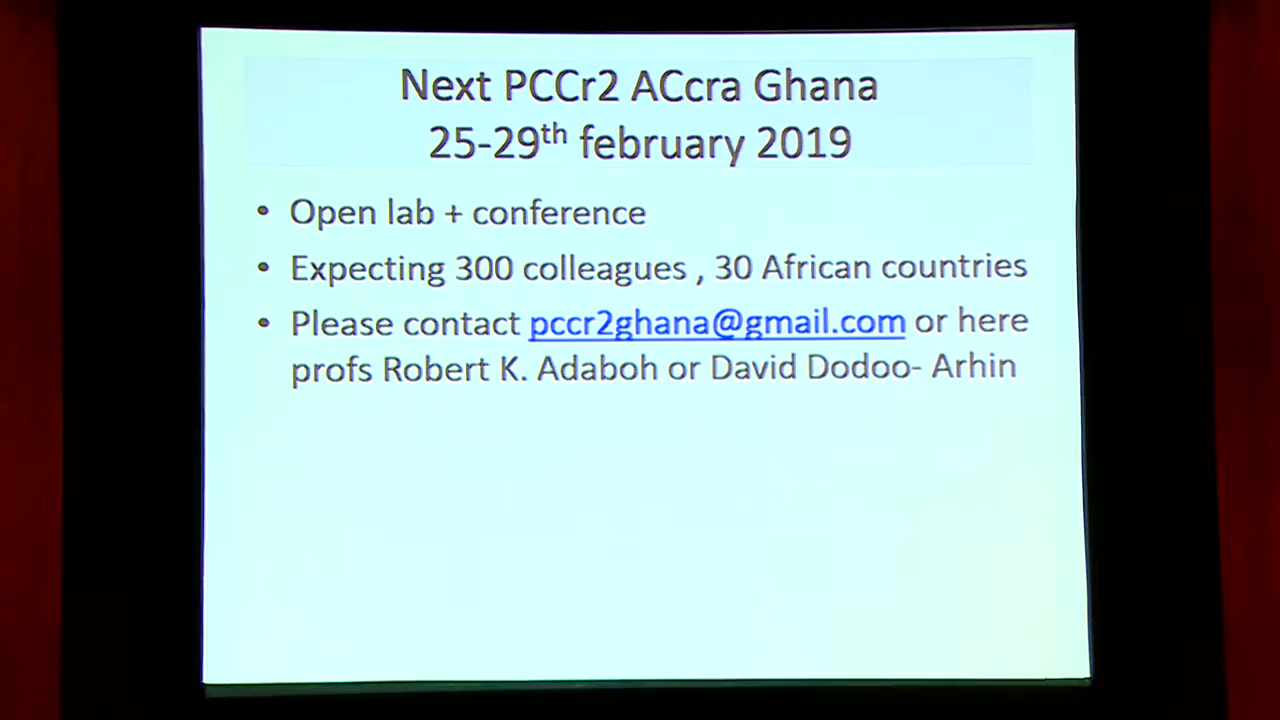 Next PCCr2 ACcra Ghana
25-29th february 2019
• Open lab + conference
• Expecting 300 colleagues , 30 African countries
• Please contact pccr2ghana@gmail.com or here
profs Robert K. Adaboh or David Dodoo- Arhin